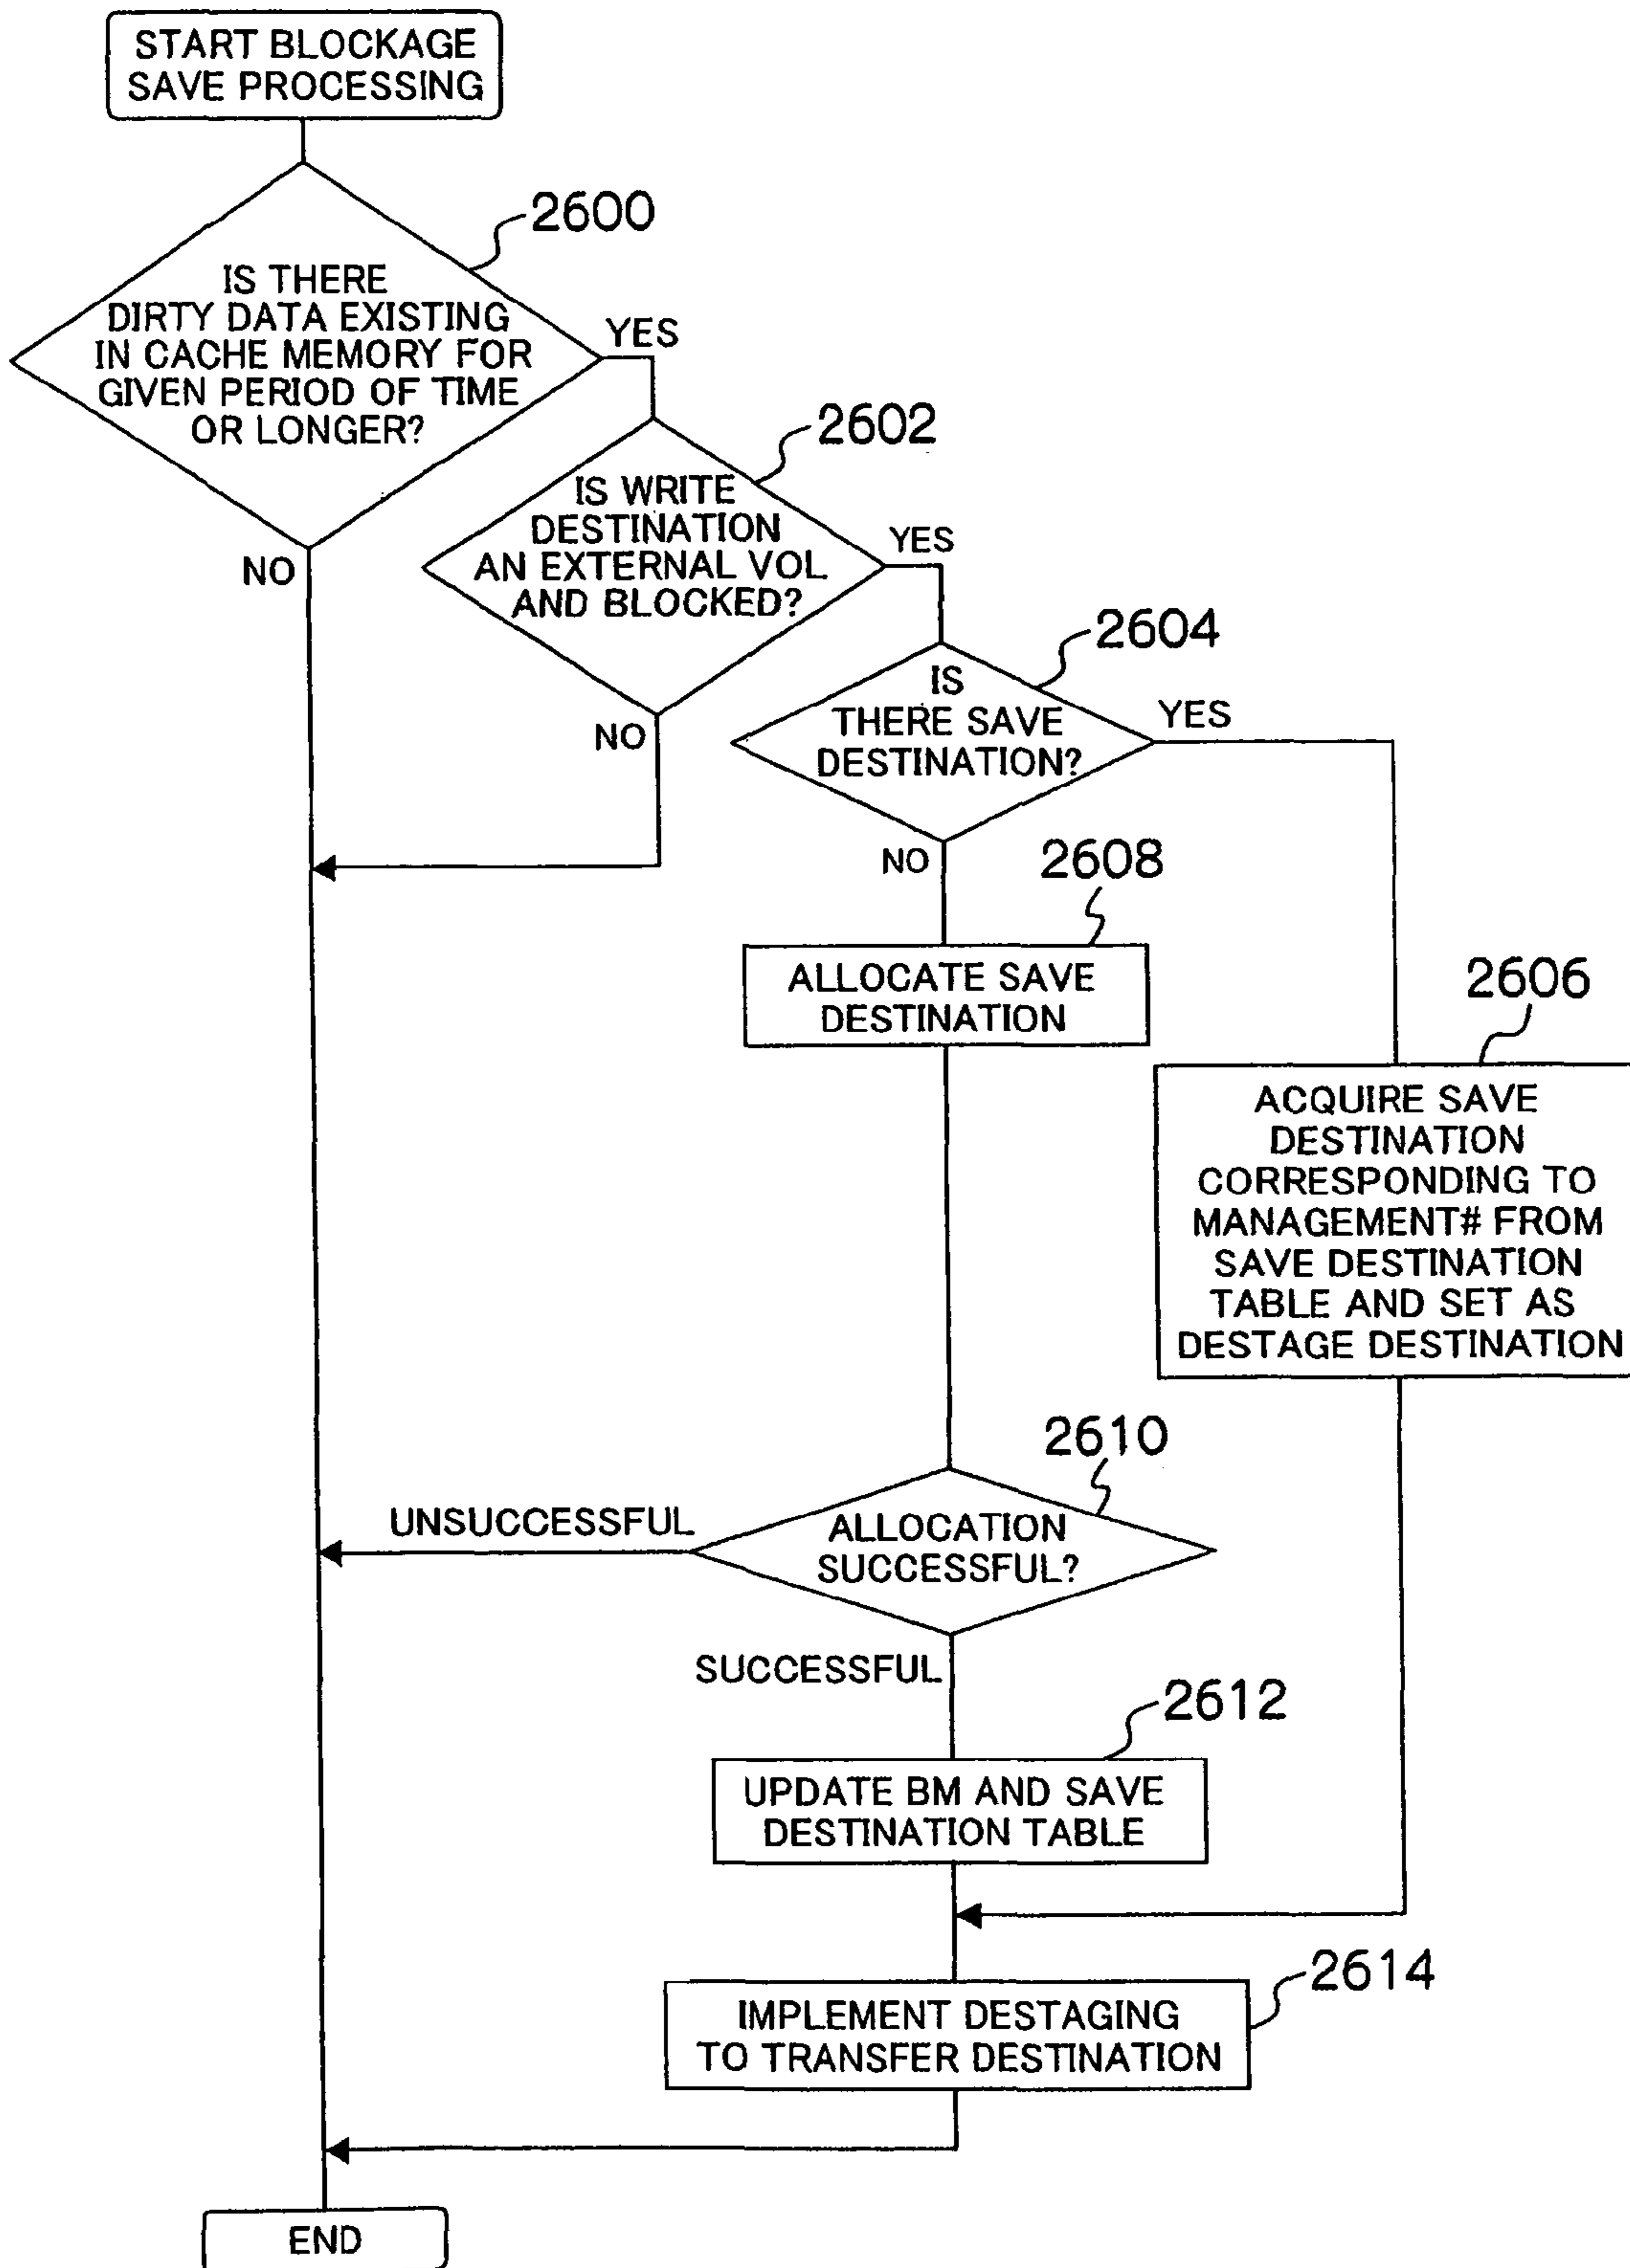 START BLOCKAGE
SAVE PROCESSING
2600
IS THERE
DIRTY DATA EXISTING
IN CACHE MEMORY FOR
GIVEN PERIOD OF TIME
OR LONGER?
YES
NO
2602
IS WRITE
DESTINATION
AN EXTERNAL VOL
AND BLOCKED?
YES
NO
2604
IS
THERE SAVE
DESTINATION?
YES
NO
2608
ALLOCATE SAVE
DESTINATION
2606
ACQUIRE SAVE
DESTINATION
CORRESPONDING TO
MANAGEMENT# FROM
SAVE DESTINATION
TABLE AND SET AS
DESTAGE DESTINATION
2610
ALLOCATION
SUCCESSFUL?
UNSUCCESSFUL
SUCCESSFUL
2612
UPDATE BM AND SAVE
DESTINATION TABLE
2614
IMPLEMENT DESTAGING
TO TRANSFER DESTINATION
END